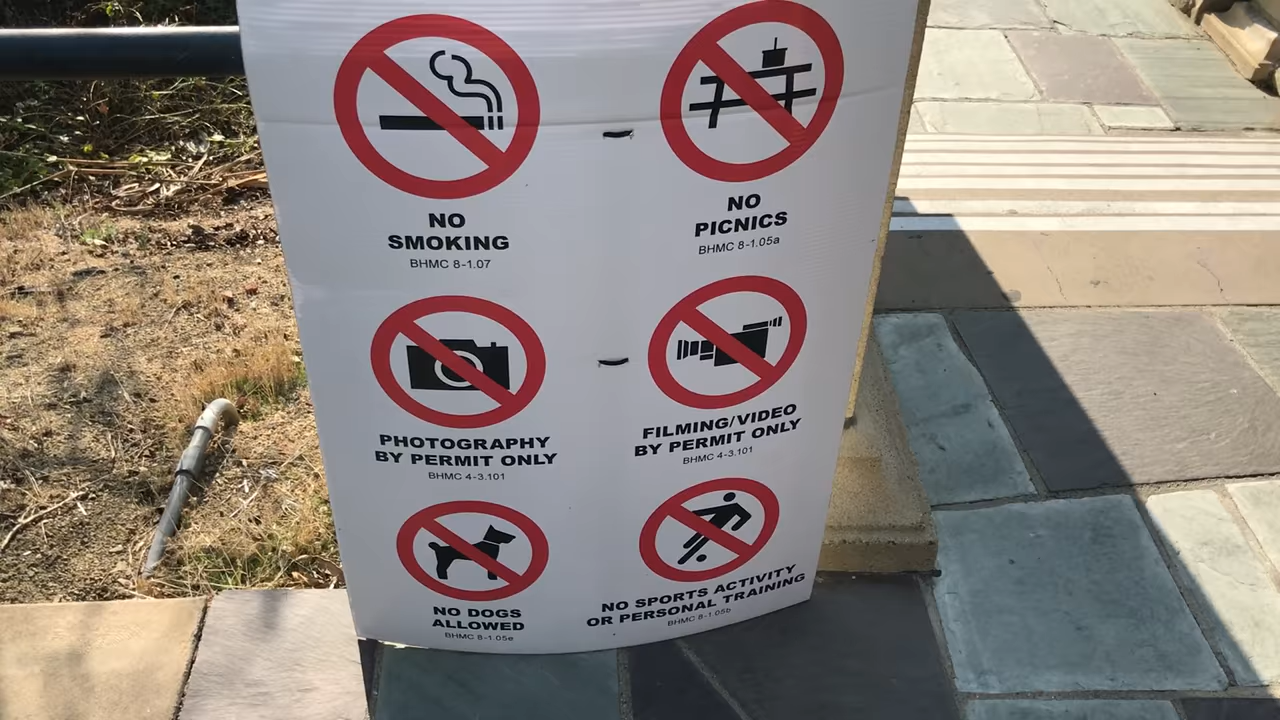 NO
SMOKING
BHMC 8-1.07
NO
PICNICS
BHMC 8-1.05a
PHOTOGRAPHY
BY PERMIT ONLY
BHMC 4-3.101
FILMING/VIDEO
BY PERMIT ONLY
BHMC 4-3.101
NO DOGS
ALLOWED
BHMC 8-1.05e
NO SPORTS ACTIVITY
OR PERSONAL TRAINING
BHMC 8-1.05b